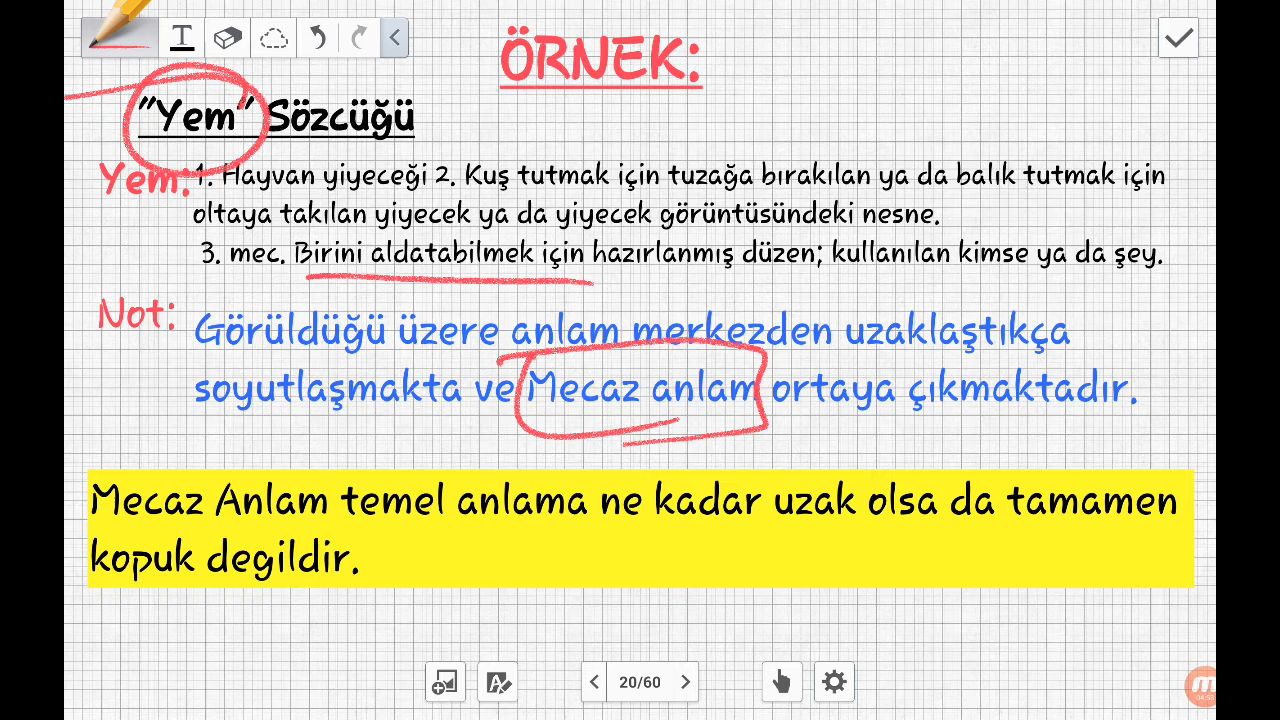 T
ÖRNEK:
"Yem" Sözcüğü
Yem: 1. Hayvan yiyeceği 2. Kuş tutmak için tuzağa bırakılan ya da balık tutmak için
oltaya takılan yiyecek ya da yiyecek görüntüsündeki nesne.
3. mec. Birini aldatabilmek için hazırlanmış düzen; kullanılan kimse ya da şey.
Not: Görüldüğü üzere anlam merkezden uzaklaştıkça
soyutlaşmakta ve Mecaz anlam ortaya çıkmaktadır.
Mecaz Anlam temel anlama ne kadar uzak olsa da tamamen
kopuk degildir.
20/60
04:53